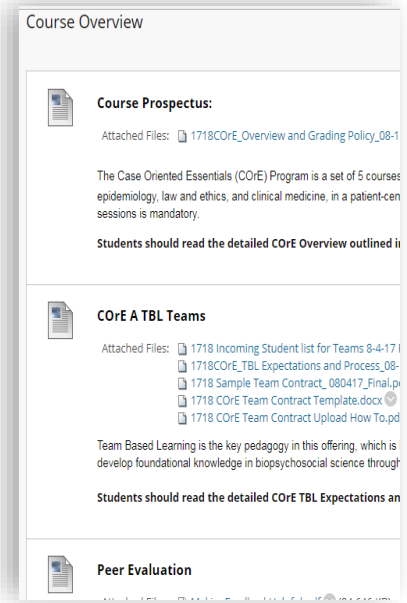 Course Overview
Course Prospectus:
Attached Files: 1718COrE_Overview and Grading Policy_08-1
The Case Oriented Essentials (COrE) Program is a set of 5 courses
epidemiology, law and ethics, and clinical medicine, in a patient-cen
sessions is mandatory.
Students should read the detailed COrE Overview outlined i
COrE A TBL Teams
Attached Files: 1718 Incoming Student list for Teams 8-4-17
1718COrE_TBL Expectations and Process_08-
1718 Sample Team Contract_ 080417_Final.p
1718 COrE Team Contract Template.docx
1718 COrE Team Contract Upload How To.pd
Team Based Learning is the key pedagogy in this offering, which is
develop foundational knowledge in biopsychosocial science through
Students should read the detailed COrE TBL Expectations an
Peer Evaluation
Attached Files: